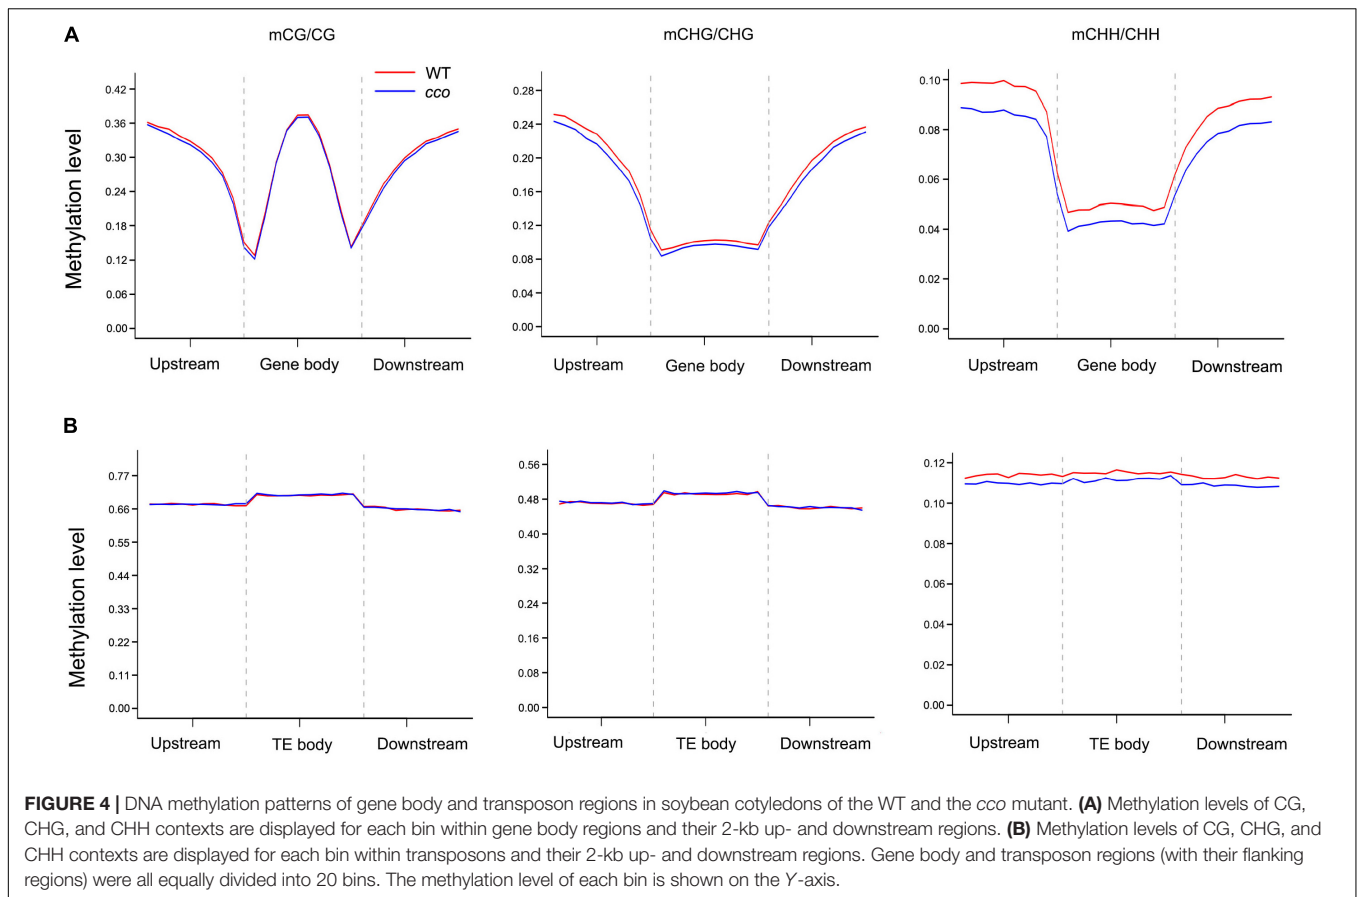 A
mCG/CG
mCHG/CHG
mCHH/CHH
WT
cco
Methylation level
0.42
0.36
0.30
0.24
0.18
0.12
0.06
0.00
Upstream
Gene body
Downstream
0.28
0.24
0.20
0.16
0.12
0.08
0.04
0.00
Upstream
Gene body
Downstream
0.10
0.08
0.06
0.04
0.02
0.00
Upstream
Gene body
Downstream
B
Methylation level
0.77
0.66
0.55
0.44
0.33
0.22
0.11
0.00
Upstream
TE body
Downstream
0.56
0.48
0.40
0.32
0.24
0.16
0.08
0.00
Upstream
TE body
Downstream
0.12
0.10
0.08
0.06
0.04
0.02
0.00
Upstream
TE body
Downstream
FIGURE 4 | DNA methylation patterns of gene body and transposon regions in soybean cotyledons of the WT and the cco mutant. (A) Methylation levels of CG,
CHG, and CHH contexts are displayed for each bin within gene body regions and their 2-kb up- and downstream regions. (B) Methylation levels of CG, CHG, and
CHH contexts are displayed for each bin within transposons and their 2-kb up- and downstream regions. Gene body and transposon regions (with their flanking
regions) were all equally divided into 20 bins. The methylation level of each bin is shown on the Y-axis.